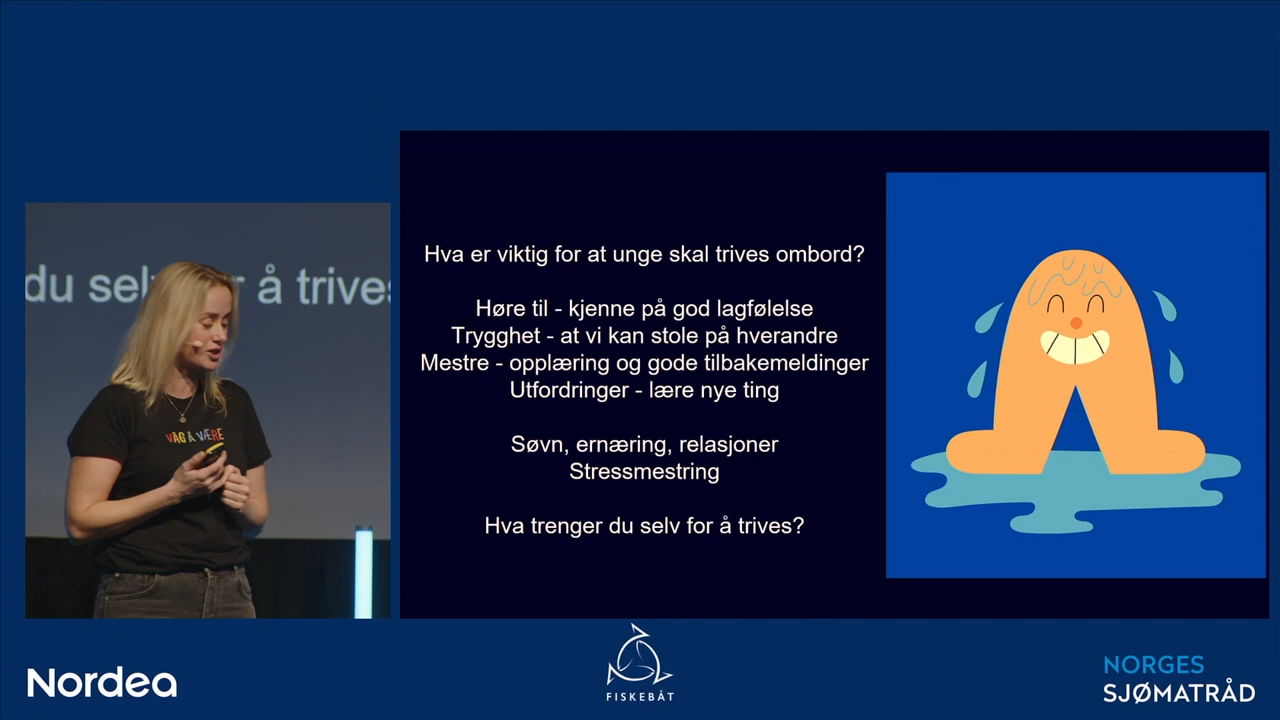 du selv for å trives
VÅG Å VÆRE
Hva er viktig for at unge skal trives ombord?
Høre til - kjenne på god lagfølelse
Trygghet - at vi kan stole på hverandre
Mestre - opplæring og gode tilbakemeldinger
Utfordringer - lære nye ting
Søvn, ernæring, relasjoner
Stressmestring
Hva trenger du selv for å trives?
Nordea
FISKEBÅT
NORGES
SJØMATRÅD